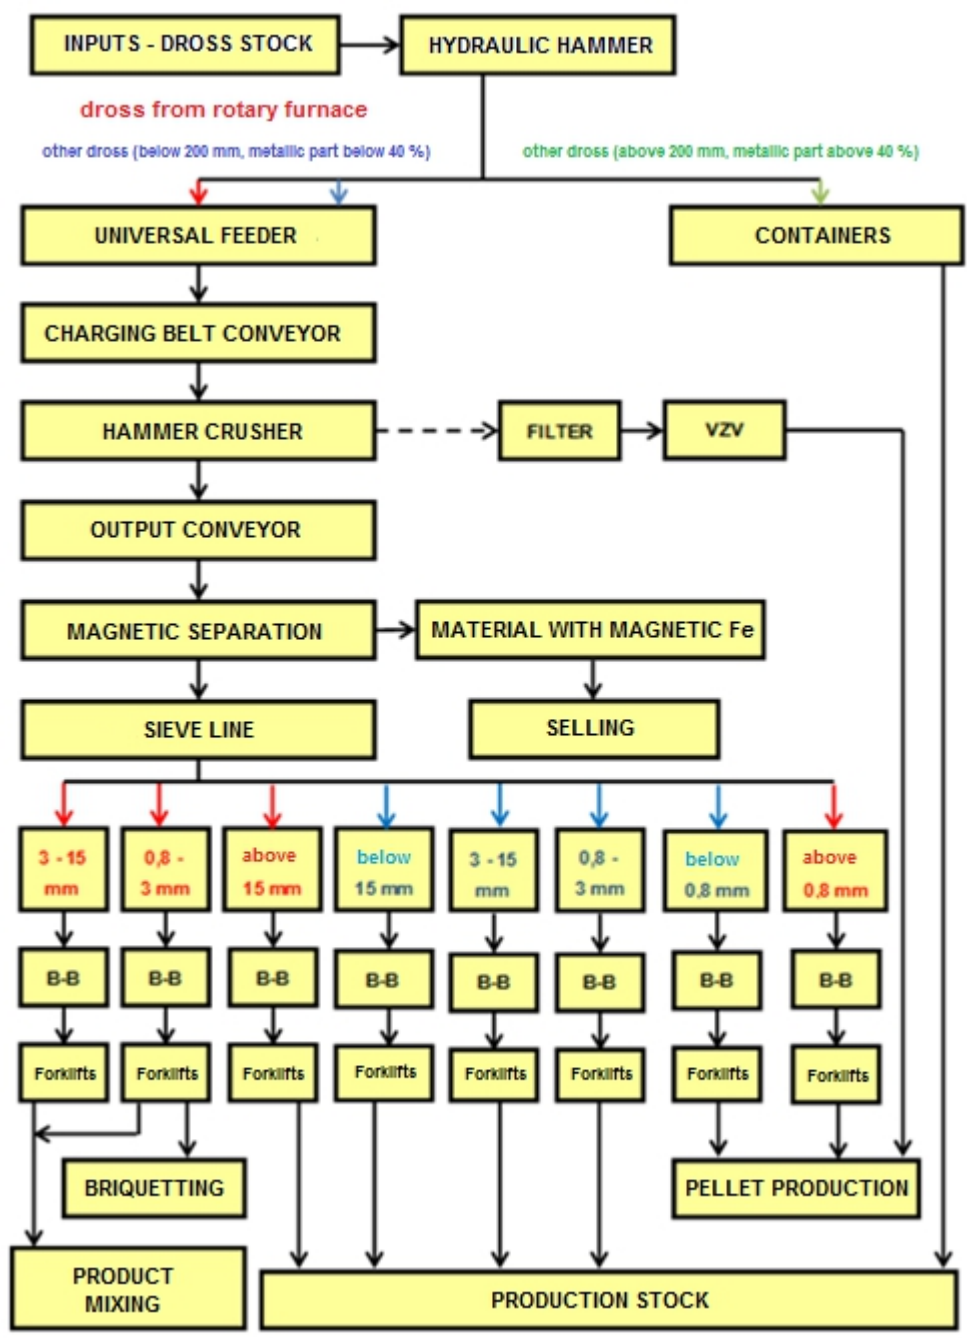 INPUTS - DROSS STOCK
HYDRAULIC HAMMER
dross from rotary furnace
other dross (below 200 mm, metallic part below 40 %)
other dross (above 200 mm, metallic part above 40 %)
UNIVERSAL FEEDER
CONTAINERS
CHARGING BELT CONVEYOR
HAMMER CRUSHER
FILTER
VZV
OUTPUT CONVEYOR
MAGNETIC SEPARATION
MATERIAL WITH MAGNETIC Fe
SIEVE LINE
SELLING
3 - 15
mm
0,8 -
3 mm
above
15 mm
below
15 mm
3 - 15
mm
0,8 -
3 mm
below
0.8 mm
above
0.8 mm
B-B
B-B
B-B
B-B
B-B
B-B
B-B
B-B
Forklifts
Forklifts
Forklifts
Forklifts
Forklifts
Forklifts
Forklifts
Forklifts
BRIQUETTING
PELLET PRODUCTION
PRODUCT
MIXING
PRODUCTION STOCK